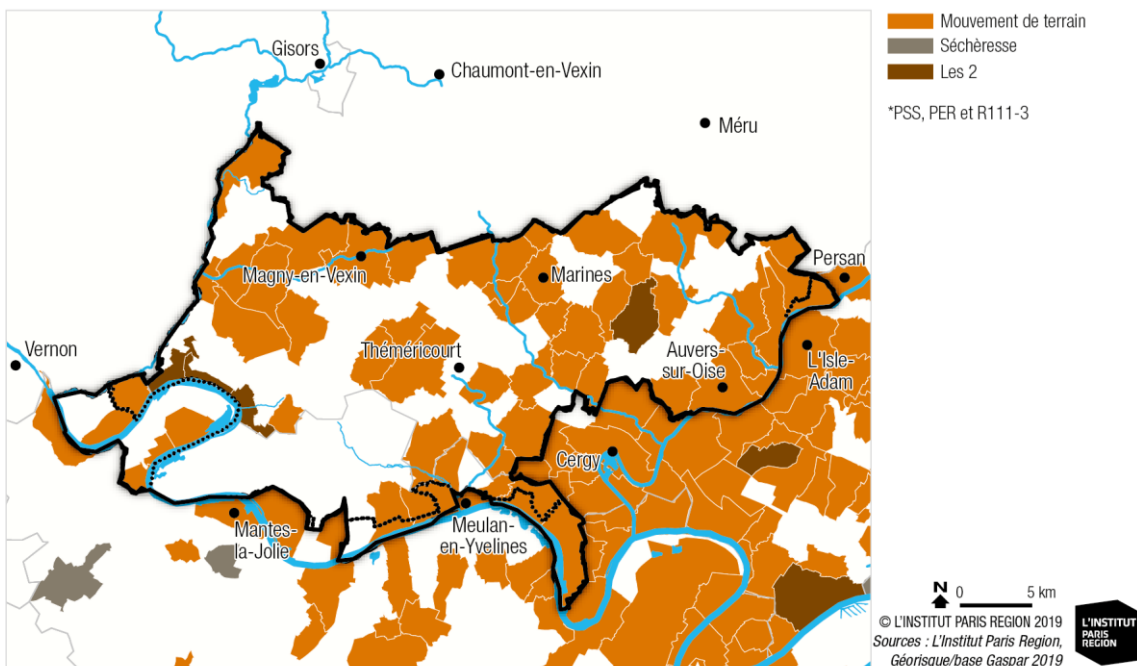 Mouvement de terrain
Séchèresse
Les 2
*PSS, PER et R111-3
Gisors
Chaumont-en-Vexin
Méru
Magny-en-Vexin
Marines
Persan
Vernon
Théméricourt
Auvers-
sur-Oise
L'Isle-
Adam
Cergy
Mantes-
la-Jolie
Meulan-
en-Yvelines
N 0 5 km
© L'INSTITUT PARIS REGION 2019
Sources : L'Institut Paris Region,
Géorisque/base Gaspar 2019
L'INSTITUT
PARIS
REGION